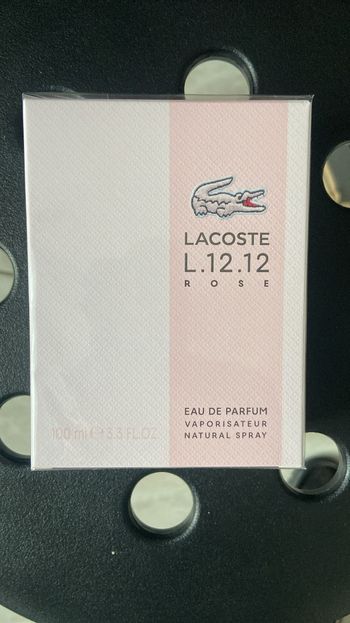 LACOSTE
L.12.12
ROSE
EAU DE PARFUM
VAPORISATEUR
NATURAL SPRAY
100 ml ℮ 3.3 FL.OZ